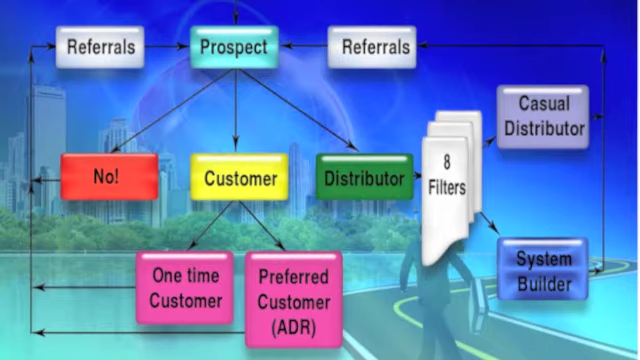 Referrals
Prospect
Referrals
No!
Customer
Distributor
8
Filters
Casual
Distributor
One time
Customer
Preferred
Customer
(ADR)
System
Builder